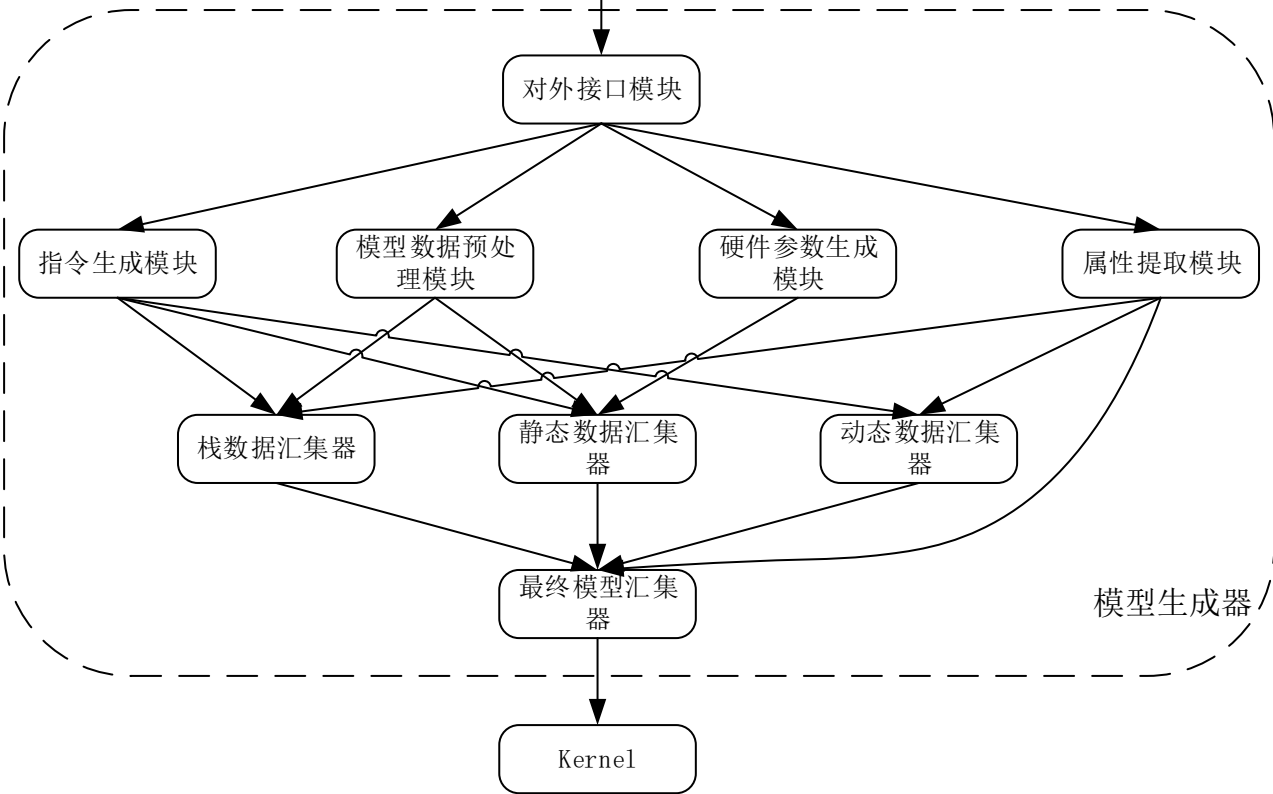 对外接口模块
指令生成模块
模型数据预处
理模块
硬件参数生成
模块
属性提取模块
栈数据汇集器
静态数据汇集
器
动态数据汇集
器
最终模型汇集
器
模型生成器
Kernel